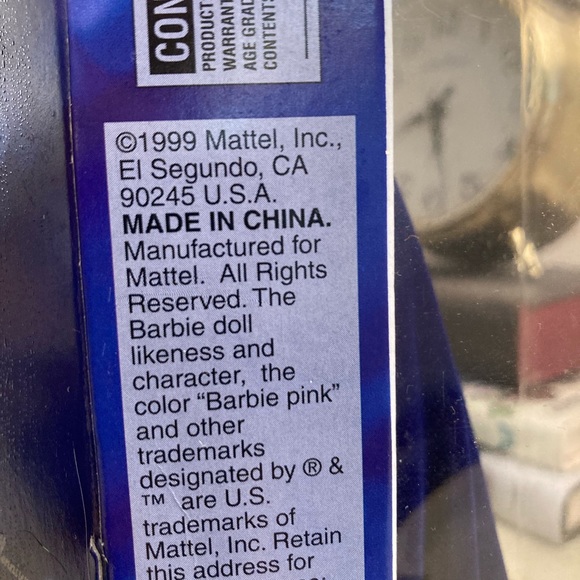 CON
PRODUCT
WARRANT
AGE GRAD
CONTENTS
©1999 Mattel, Inc.,
El Segundo, CA
90245 U.S.A.
MADE IN CHINA.
Manufactured for
Mattel. All Rights
Reserved. The
Barbie doll
likeness and
character, the
color “Barbie pink”
and other
trademarks
designated by ® &
™ are U.S.
trademarks of
Mattel, Inc. Retain
this address for